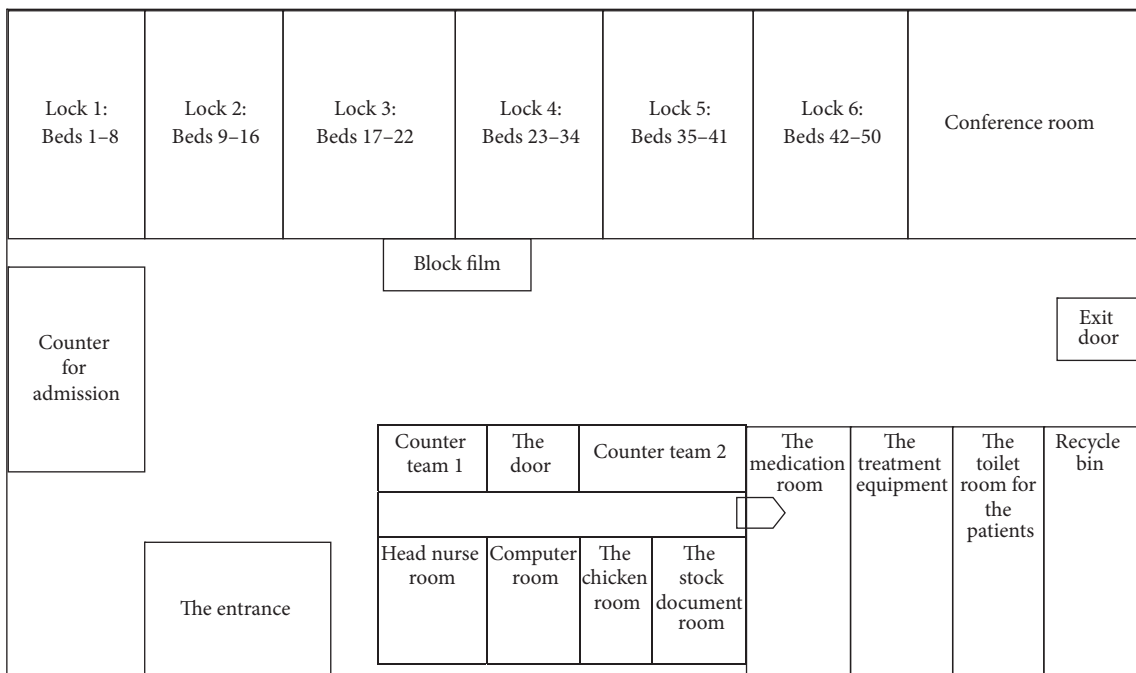 Lock 1:
Beds 1–8
Lock 2:
Beds 9–16
Lock 3:
Beds 17–22
Lock 4:
Beds 23–34
Lock 5:
Beds 35–41
Lock 6:
Beds 42–50
Conference room
Block film
Exit
door
Counter
for
admission
Counter
team 1
The
door
Counter team 2
The
medication
room
The
treatment
equipment
The
toilet
room for
the
patients
Recycle
bin
Head nurse
room
Computer
room
The
chicken
room
The
stock
document
room
The entrance